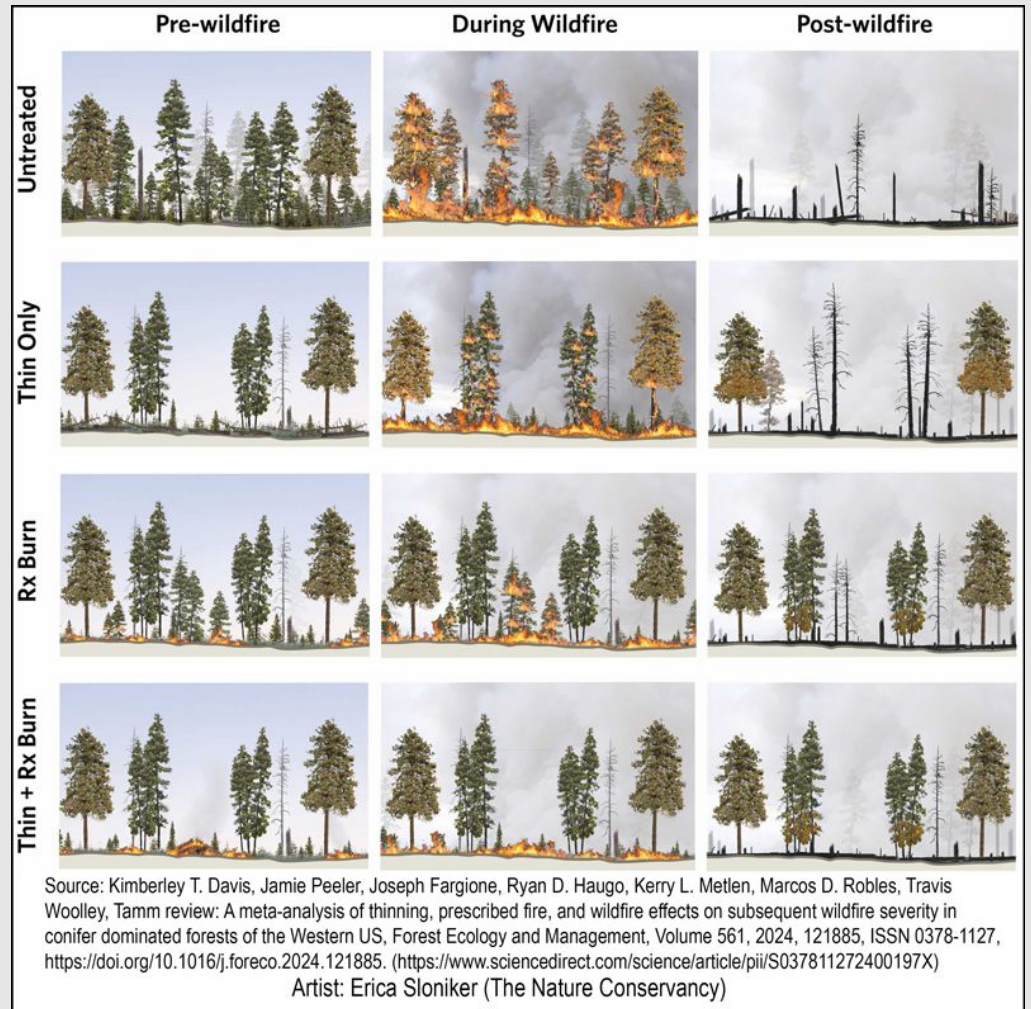 Pre-wildfire
During Wildfire
Post-wildfire
Untreated
Thin Only
Rx Burn
Thin + Rx Burn
Source: Kimberley T. Davis, Jamie Peeler, Joseph Fargione, Ryan D. Haugo, Kerry L. Metlen, Marcos D. Robles, Travis
Woolley, Tamm review: A meta-analysis of thinning, prescribed fire, and wildfire effects on subsequent wildfire severity in
conifer dominated forests of the Western US, Forest Ecology and Management, Volume 561, 2024, 121885, ISSN 0378-1127,
https://doi.org/10.1016/j.foreco.2024.121885. (https://www.sciencedirect.com/science/article/pii/S037811272400197X)
Artist: Erica Sloniker (The Nature Conservancy)